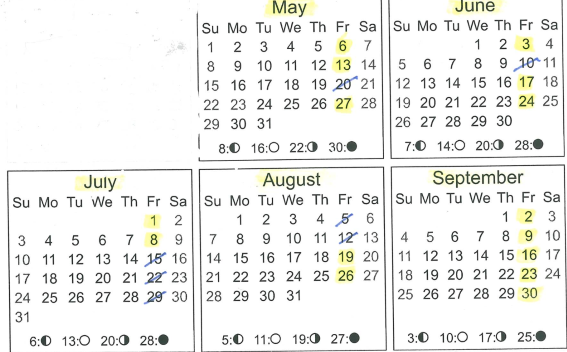 May
Su Mo Tu We Th Fr Sa
1 2 3 4 5 6 7
8 9 10 11 12 13 14
15 16 17 18 19 20 21
22 23 24 25 26 27 28
29 30 31
8:◐ 16:○ 22:◑ 30:●
June
Su Mo Tu We Th Fr Sa
1 2 3 4
5 6 7 8 9 10 11
12 13 14 15 16 17 18
19 20 21 22 23 24 25
26 27 28 29 30
7:◐ 14:○ 20:◑ 28:●
July
Su Mo Tu We Th Fr Sa
1 2
3 4 5 6 7 8 9
10 11 12 13 14 15 16
17 18 19 20 21 22 23
24 25 26 27 28 29 30
31
6:◐ 13:○ 20:◑ 28:●
August
Su Mo Tu We Th Fr Sa
1 2 3 4 5 6
7 8 9 10 11 12 13
14 15 16 17 18 19 20
21 22 23 24 25 26 27
28 29 30 31
5:◐ 11:○ 19:◑ 27:●
September
Su Mo Tu We Th Fr Sa
1 2 3
4 5 6 7 8 9 10
11 12 13 14 15 16 17
18 19 20 21 22 23 24
25 26 27 28 29 30
3:◐ 10:○ 17:◑ 25:●